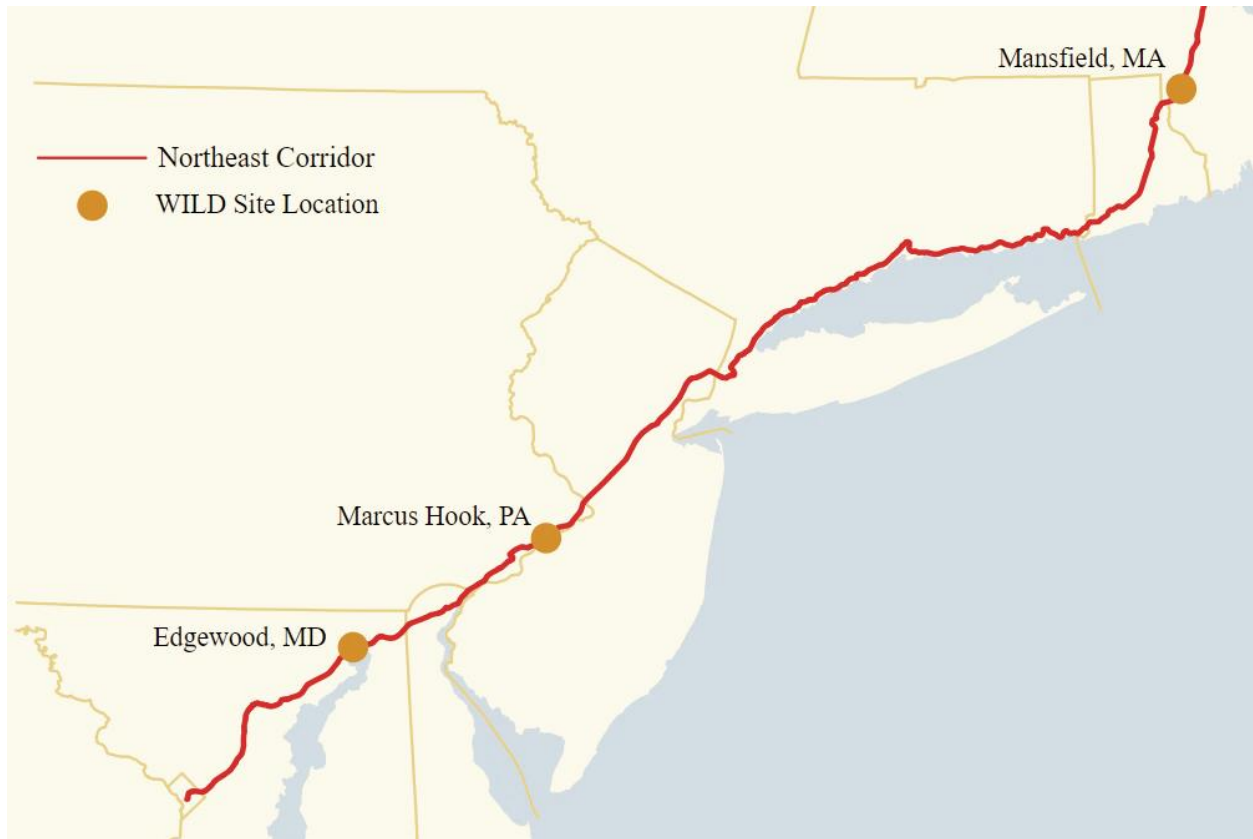 Mansfield, MA
Northeast Corridor
WILD Site Location
Marcus Hook, PA
Edgewood, MD